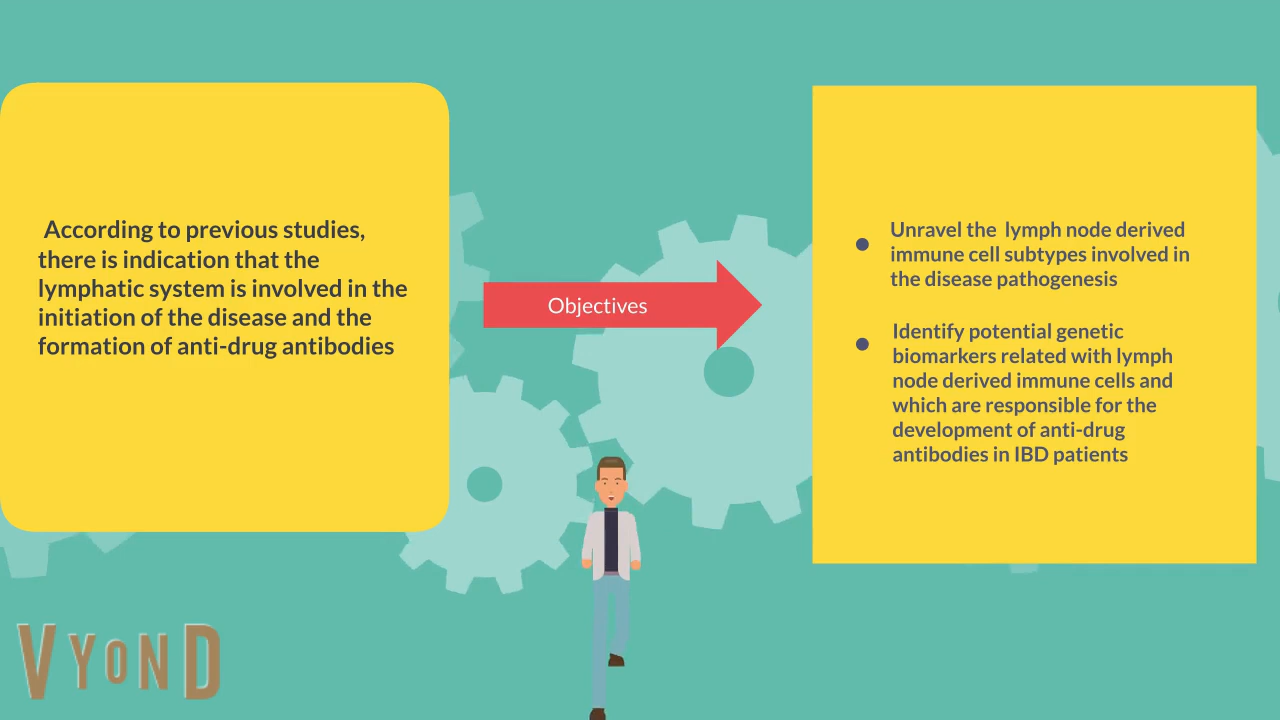 According to previous studies,
there is indication that the
lymphatic system is involved in the
initiation of the disease and the
formation of anti-drug antibodies
Objectives
Unravel the  lymph node derived
immune cell subtypes involved in
the disease pathogenesis
Identify potential genetic
biomarkers related with lymph
node derived immune cells and
which are responsible for the
development of anti-drug
antibodies in IBD patients
VYOND